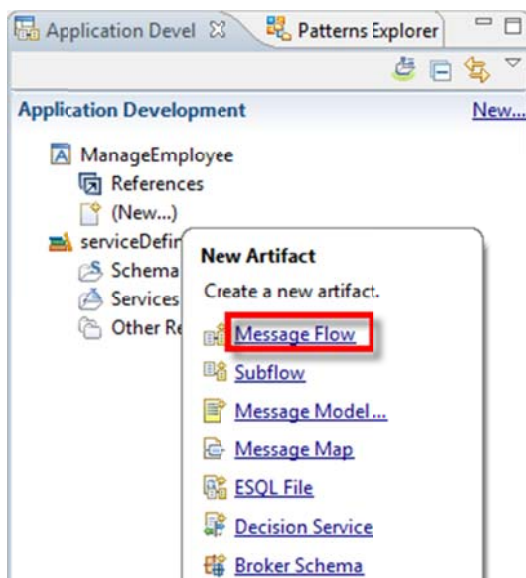 Application Devel
Patterns Explorer
Application Development
New...
ManageEmployee
References
(New...)
serviceDefin
Schema
Services
Other Re
New Artifact
Create a new artifact.
Message Flow
Subflow
Message Model...
Message Map
ESQL File
Decision Service
Broker Schema